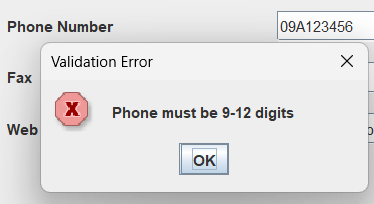 Phone Number 09A123456
Validation Error
Fax
Phone must be 9-12 digits
Web
OK